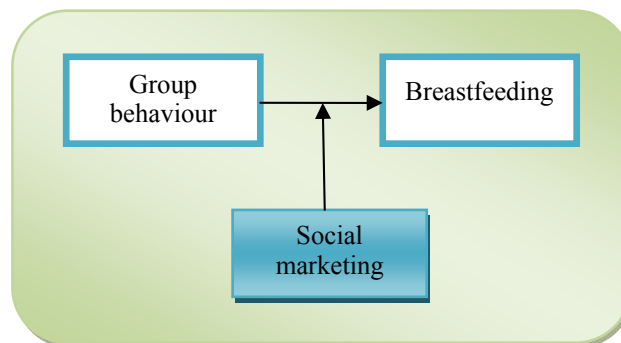 Group
behaviour
Breastfeeding
Social
marketing